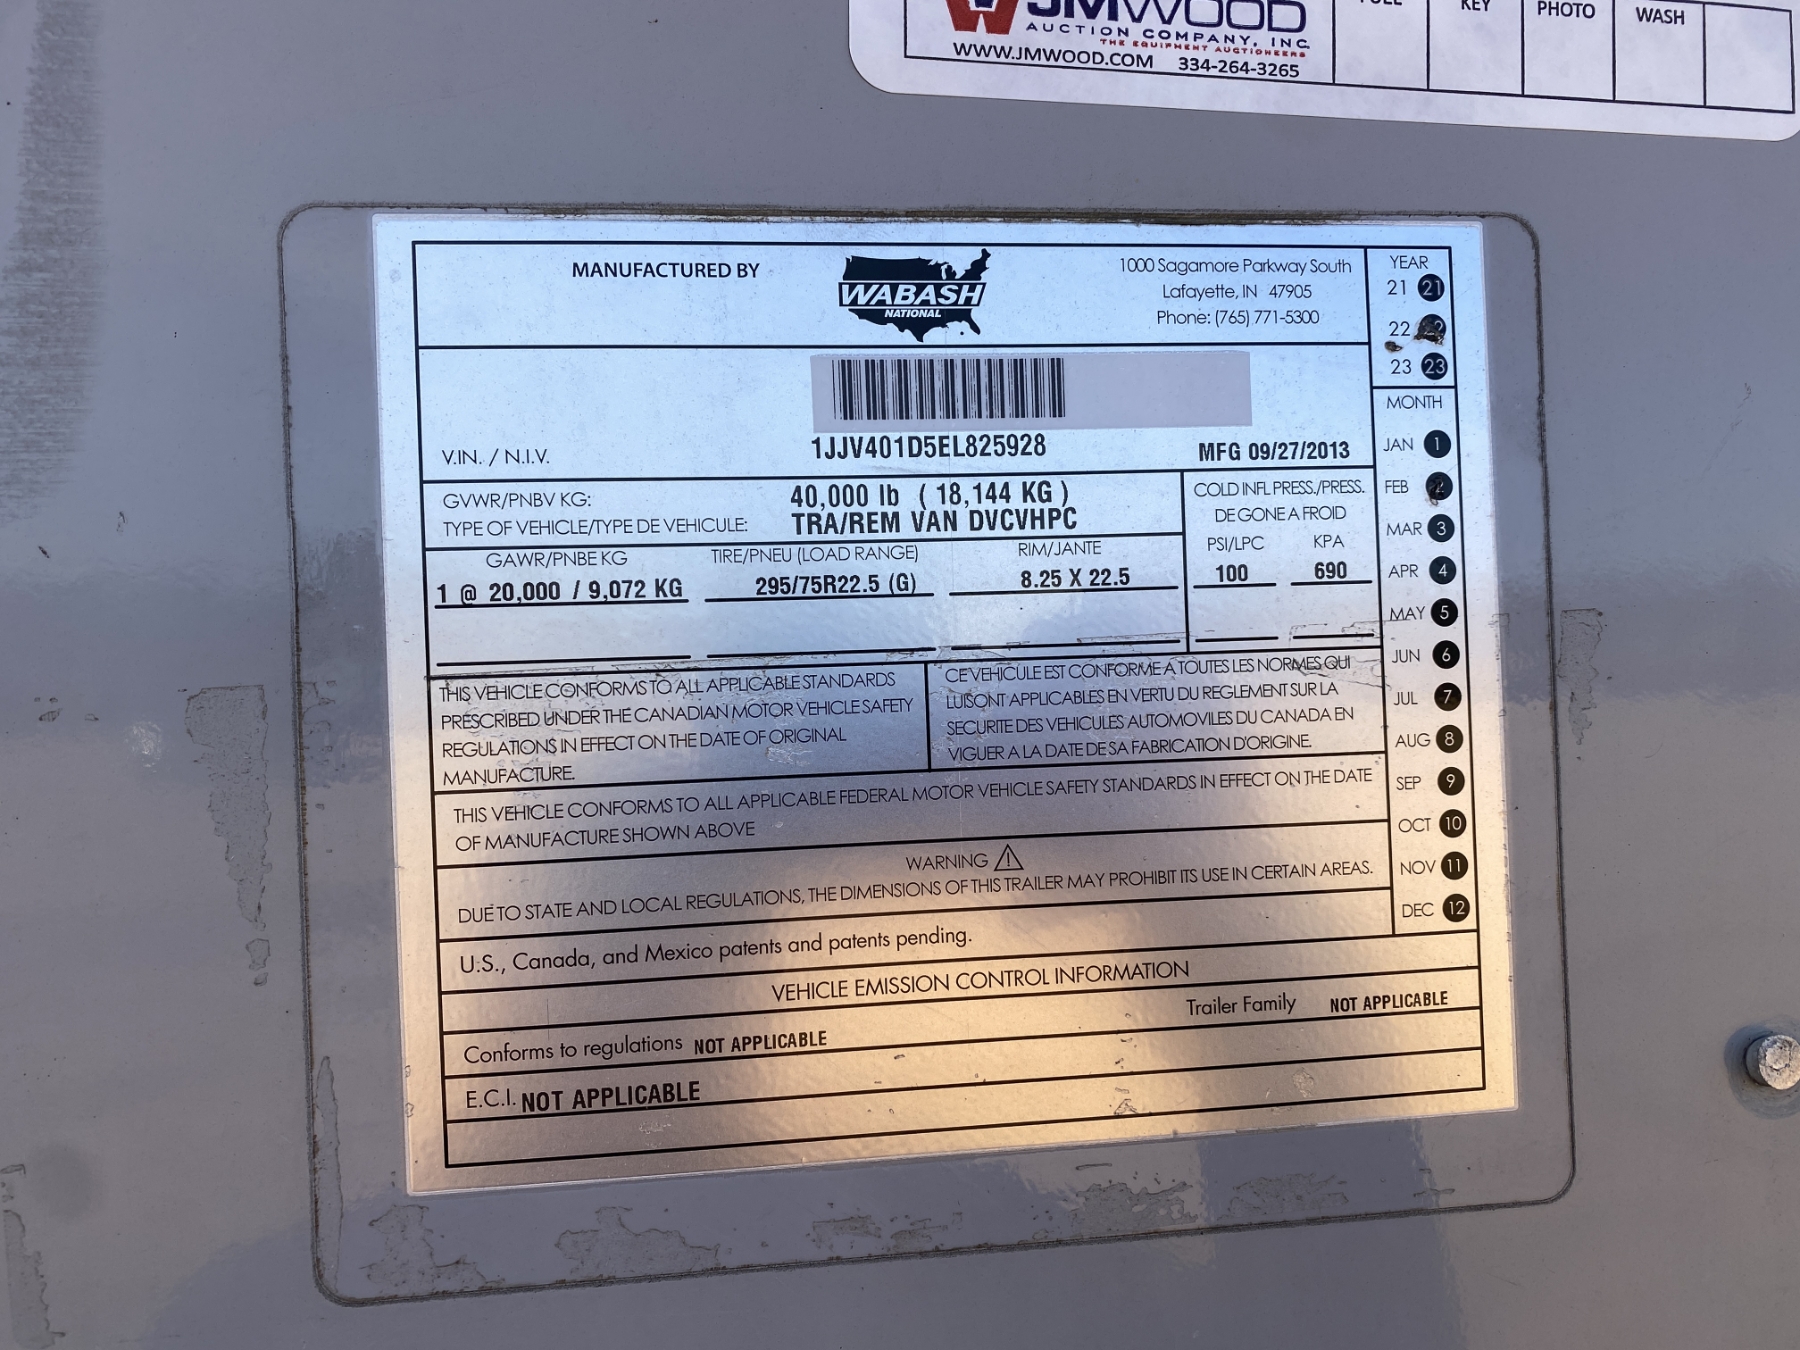 JMWOOD
AUCTION COMPANY, INC.
THE EQUIPMENT AUCTIONEERS
WWW.JMWOOD.COM 334-264-3265
KEY
PHOTO
WASH
MANUFACTURED BY
WABASH
NATIONAL
1000 Sagamore Parkway South
Lafayette, IN 47905
Phone: (765) 771-5300
YEAR
21 21
22
23 23
MONTH
JAN 1
FEB 2
MAR 3
APR 4
MAY 5
JUN 6
JUL 7
AUG 8
SEP 9
OCT 10
NOV 11
DEC 12
V.IN. / N.I.V.
1JJV401D5EL825928
MFG 09/27/2013
GVWR/PNBV KG: 40,000 lb ( 18,144 KG )
TYPE OF VEHICLE/TYPE DE VEHICULE: TRA/REM VAN DVCVHPC
COLD INFL PRESS./PRESS.
DE GONE A FROID
PSI/LPC KPA
100 690
GAWR/PNBE KG TIRE/PNEU (LOAD RANGE) RIM/JANTE
1 @ 20,000 / 9,072 KG 295/75R22.5 (G) 8.25 X 22.5
THIS VEHICLE CONFORMS TO ALL APPLICABLE STANDARDS
PRESCRIBED UNDER THE CANADIAN MOTOR VEHICLE SAFETY
REGULATIONS IN EFFECT ON THE DATE OF ORIGINAL
MANUFACTURE.
CE VEHICULE EST CONFORME A TOUTES LES NORMES QUI
LUISONT APPLICABLES EN VERTU DU REGLEMENT SUR LA
SECURITE DES VEHICULES AUTOMOVILES DU CANADA EN
VIGUER A LA DATE DE SA FABRICATION D'ORIGINE.
THIS VEHICLE CONFORMS TO ALL APPLICABLE FEDERAL MOTOR VEHICLE SAFETY STANDARDS IN EFFECT ON THE DATE
OF MANUFACTURE SHOWN ABOVE
WARNING
DUE TO STATE AND LOCAL REGULATIONS, THE DIMENSIONS OF THIS TRAILER MAY PROHIBIT ITS USE IN CERTAIN AREAS.
U.S., Canada, and Mexico patents and patents pending.
VEHICLE EMISSION CONTROL INFORMATION
Trailer Family NOT APPLICABLE
Conforms to regulations NOT APPLICABLE
E.C.I. NOT APPLICABLE